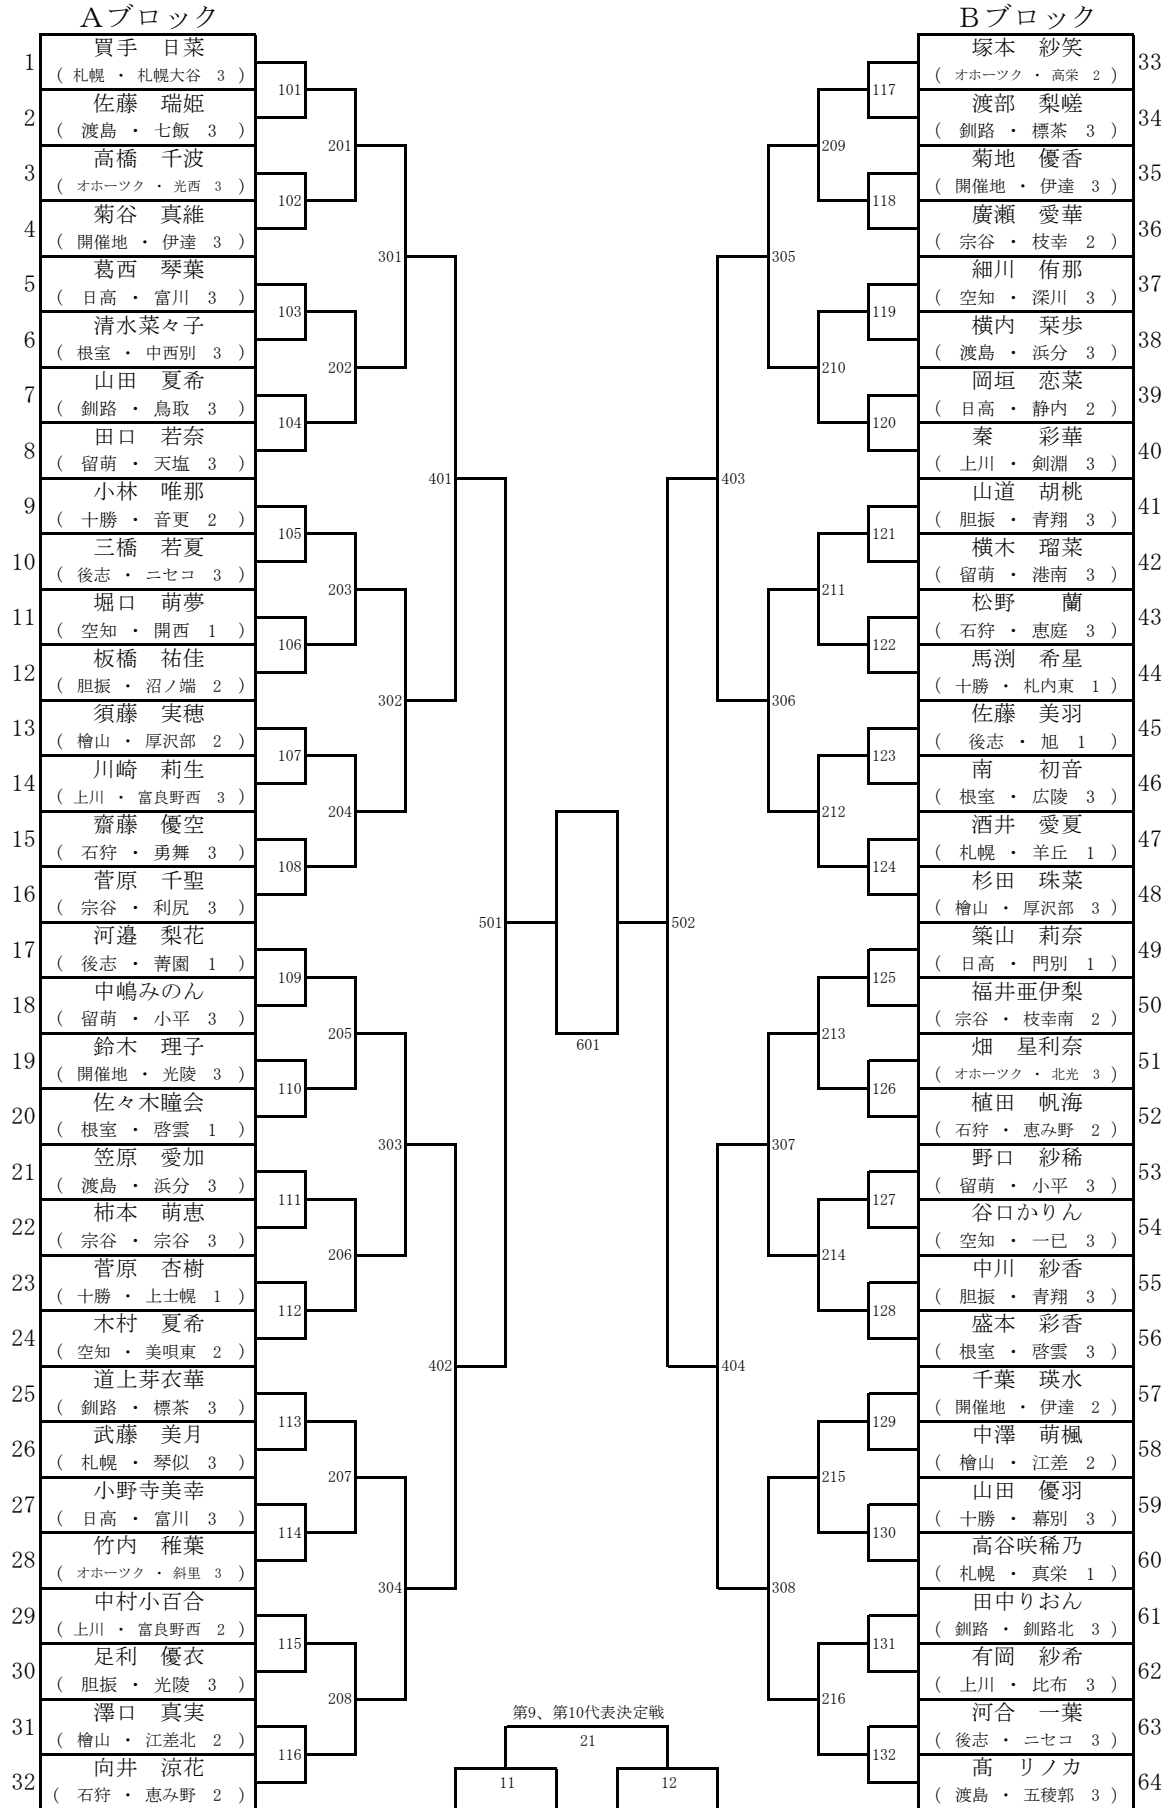 Aブロック
1 買手　日菜
( 札幌 ・ 札幌大谷 3 )
101
2 佐藤　瑞姫
( 渡島 ・ 七飯 3 )
201
3 高橋　千波
( オホーツク ・ 光西 3 )
102
4 菊谷　真維
( 開催地 ・ 伊達 3 )
301
5 葛西　琴葉
( 日高 ・ 富川 3 )
103
6 清水菜々子
( 根室 ・ 中西別 3 )
202
7 山田　夏希
( 釧路 ・ 鳥取 3 )
104
8 田口　若奈
( 留萌 ・ 天塩 3 )
401
9 小林　唯那
( 十勝 ・ 音更 2 )
105
10 三橋　若夏
( 後志 ・ ニセコ 3 )
203
11 堀口　萌夢
( 空知 ・ 開西 1 )
106
12 板橋　祐佳
( 胆振 ・ 沼ノ端 2 )
302
13 須藤　実穂
( 檜山 ・ 厚沢部 2 )
107
14 川崎　莉生
( 上川 ・ 富良野西 3 )
204
15 齋藤　優空
( 石狩 ・ 勇舞 3 )
108
16 菅原　千聖
( 宗谷 ・ 利尻 3 )
501
17 河邉　梨花
( 後志 ・ 菁園 1 )
109
18 中嶋みのん
( 留萌 ・ 小平 3 )
205
19 鈴木　理子
( 開催地 ・ 光陵 3 )
110
20 佐々木瞳会
( 根室 ・ 啓雲 1 )
303
21 笠原　愛加
( 渡島 ・ 浜分 3 )
111
22 柿本　萌恵
( 宗谷 ・ 宗谷 3 )
206
23 菅原　杏樹
( 十勝 ・ 上士幌 1 )
112
24 木村　夏希
( 空知 ・ 美唄東 2 )
402
25 道上芽衣華
( 釧路 ・ 標茶 3 )
113
26 武藤　美月
( 札幌 ・ 琴似 3 )
207
27 小野寺美幸
( 日高 ・ 富川 3 )
114
28 竹内　稚葉
( オホーツク ・ 斜里 3 )
304
29 中村小百合
( 上川 ・ 富良野西 2 )
115
30 足利　優衣
( 胆振 ・ 光陵 3 )
208
31 澤口　真実
( 檜山 ・ 江差北 2 )
116
32 向井　涼花
( 石狩 ・ 恵み野 2 )
601
第9、第10代表決定戦
21
11
12
Bブロック
塚本　紗笑 33
( オホーツク ・ 高栄 2 )
117
渡部　梨嵯 34
( 釧路 ・ 標茶 3 )
209
菊地　優香 35
( 開催地 ・ 伊達 3 )
118
廣瀬　愛華 36
( 宗谷 ・ 枝幸 2 )
305
細川　侑那 37
( 空知 ・ 深川 3 )
119
横内　栞歩 38
( 渡島 ・ 浜分 3 )
210
岡垣　恋菜 39
( 日高 ・ 静内 2 )
120
秦　　彩華 40
( 上川 ・ 剣淵 3 )
403
山道　胡桃 41
( 胆振 ・ 青翔 3 )
121
横木　瑠菜 42
( 留萌 ・ 港南 3 )
211
松野　　蘭 43
( 石狩 ・ 恵庭 3 )
122
馬渕　希星 44
( 十勝 ・ 札内東 1 )
306
佐藤　美羽 45
( 後志 ・ 旭 1 )
123
南　　初音 46
( 根室 ・ 広陵 3 )
212
酒井　愛夏 47
( 札幌 ・ 羊丘 1 )
124
杉田　珠菜 48
( 檜山 ・ 厚沢部 3 )
502
築山　莉奈 49
( 日高 ・ 門別 1 )
125
福井亜伊梨 50
( 宗谷 ・ 枝幸南 2 )
213
畑　星利奈 51
( オホーツク ・ 北光 3 )
126
植田　帆海 52
( 石狩 ・ 恵み野 2 )
307
野口　紗稀 53
( 留萌 ・ 小平 3 )
127
谷口かりん 54
( 空知 ・ 一已 3 )
214
中川　紗香 55
( 胆振 ・ 青翔 3 )
128
盛本　彩香 56
( 根室 ・ 啓雲 3 )
404
千葉　瑛水 57
( 開催地 ・ 伊達 2 )
129
中澤　萌楓 58
( 檜山 ・ 江差 2 )
215
山田　優羽 59
( 十勝 ・ 幕別 3 )
130
高谷咲稀乃 60
( 札幌 ・ 真栄 1 )
308
田中りおん 61
( 釧路 ・ 釧路北 3 )
131
有岡　紗希 62
( 上川 ・ 比布 3 )
216
河合　一葉 63
( 後志 ・ ニセコ 3 )
132
髙　リノカ 64
( 渡島 ・ 五稜郭 3 )